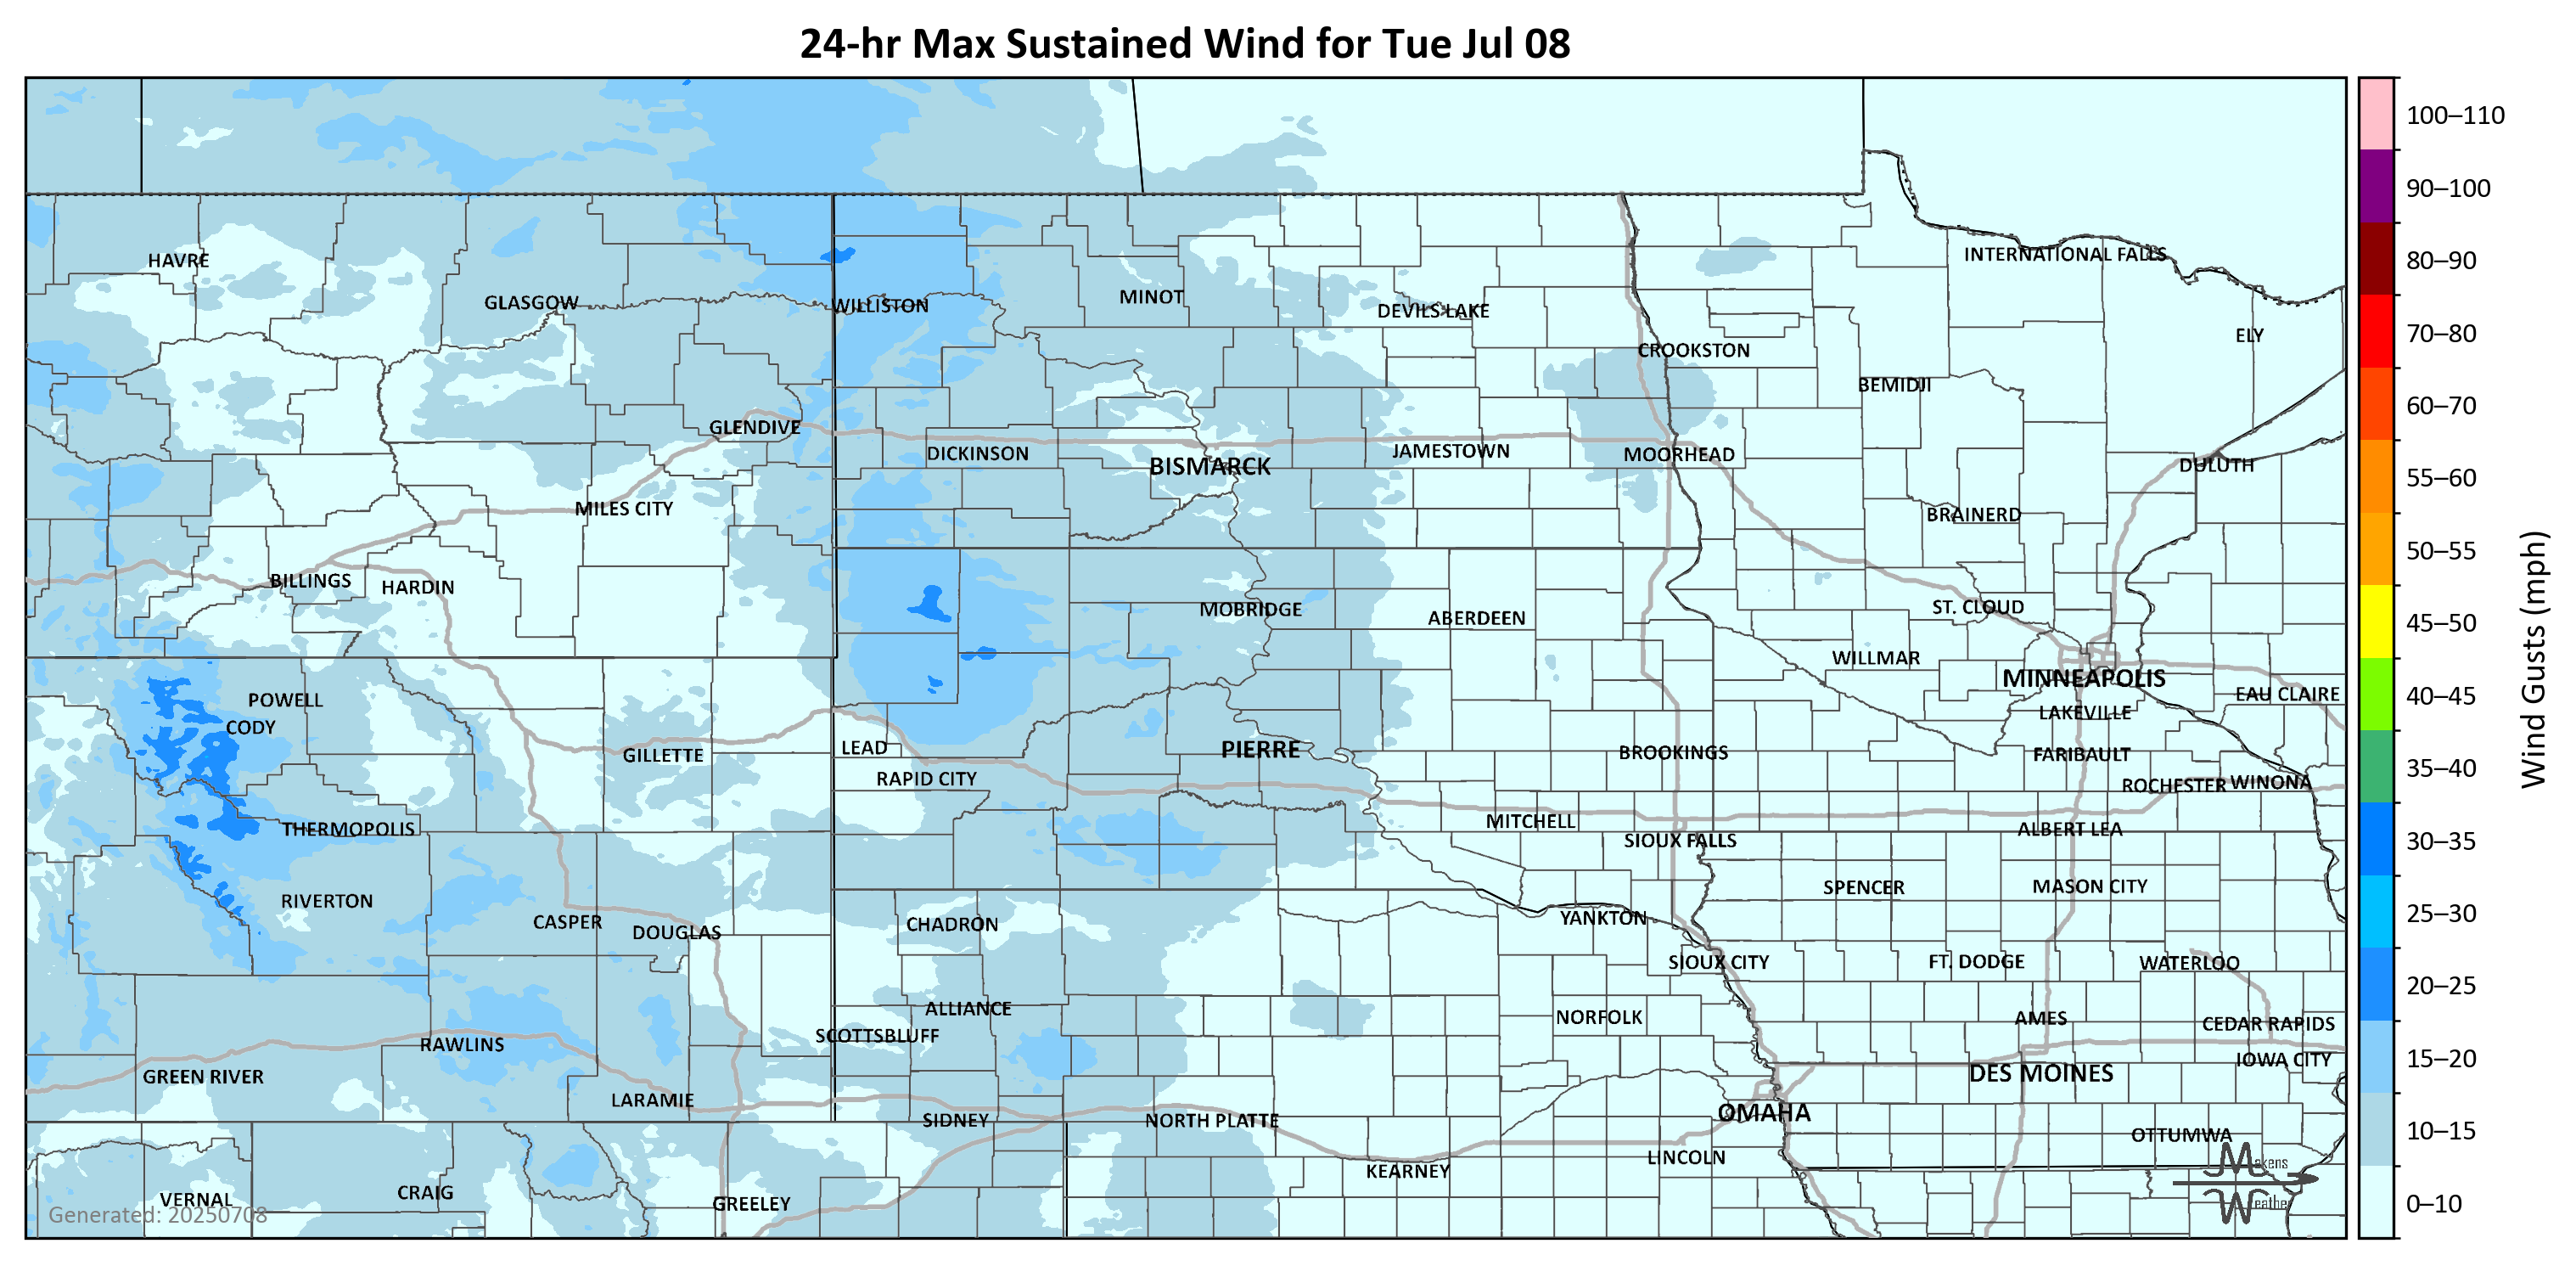 24-hr Max Sustained Wind for Tue Jul 08
100–110
90–100
80–90
70–80
60–70
55–60
50–55
45–50
40–45
35–40
30–35
25–30
20–25
15–20
10–15
0–10
Wind Gusts (mph)
HAVRE
GLASGOW
WILLISTON
MINOT
DEVILS LAKE
INTERNATIONAL FALLS
ELY
CROOKSTON
BEMIDJI
GLENDIVE
DICKINSON
BISMARCK
JAMESTOWN
MOORHEAD
DULUTH
MILES CITY
BRAINERD
BILLINGS
HARDIN
MOBRIDGE
ABERDEEN
ST. CLOUD
WILLMAR
MINNEAPOLIS
EAU CLAIRE
POWELL
CODY
LAKEVILLE
GILLETTE
LEAD
PIERRE
BROOKINGS
FARIBAULT
RAPID CITY
ROCHESTER
WINONA
THERMOPOLIS
MITCHELL
ALBERT LEA
SIOUX FALLS
SPENCER
MASON CITY
RIVERTON
CASPER
DOUGLAS
CHADRON
YANKTON
SIOUX CITY
FT. DODGE
WATERLOO
ALLIANCE
NORFOLK
AMES
CEDAR RAPIDS
SCOTTSBLUFF
RAWLINS
IOWA CITY
GREEN RIVER
DES MOINES
LARAMIE
OMAHA
SIDNEY
NORTH PLATTE
OTTUMWA
LINCOLN
KEARNEY
VERNAL
CRAIG
GREELEY
Generated: 20250708
Makens
Weather